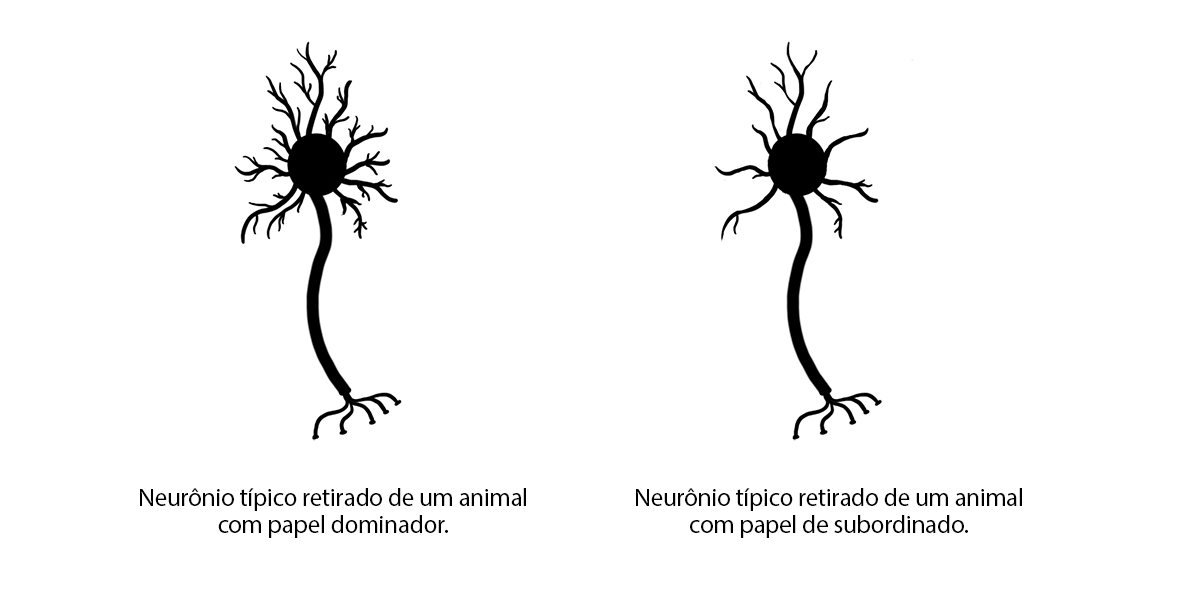 Neurônio típico retirado de um animal
com papel dominador.
Neurônio típico retirado de um animal
com papel de subordinado.